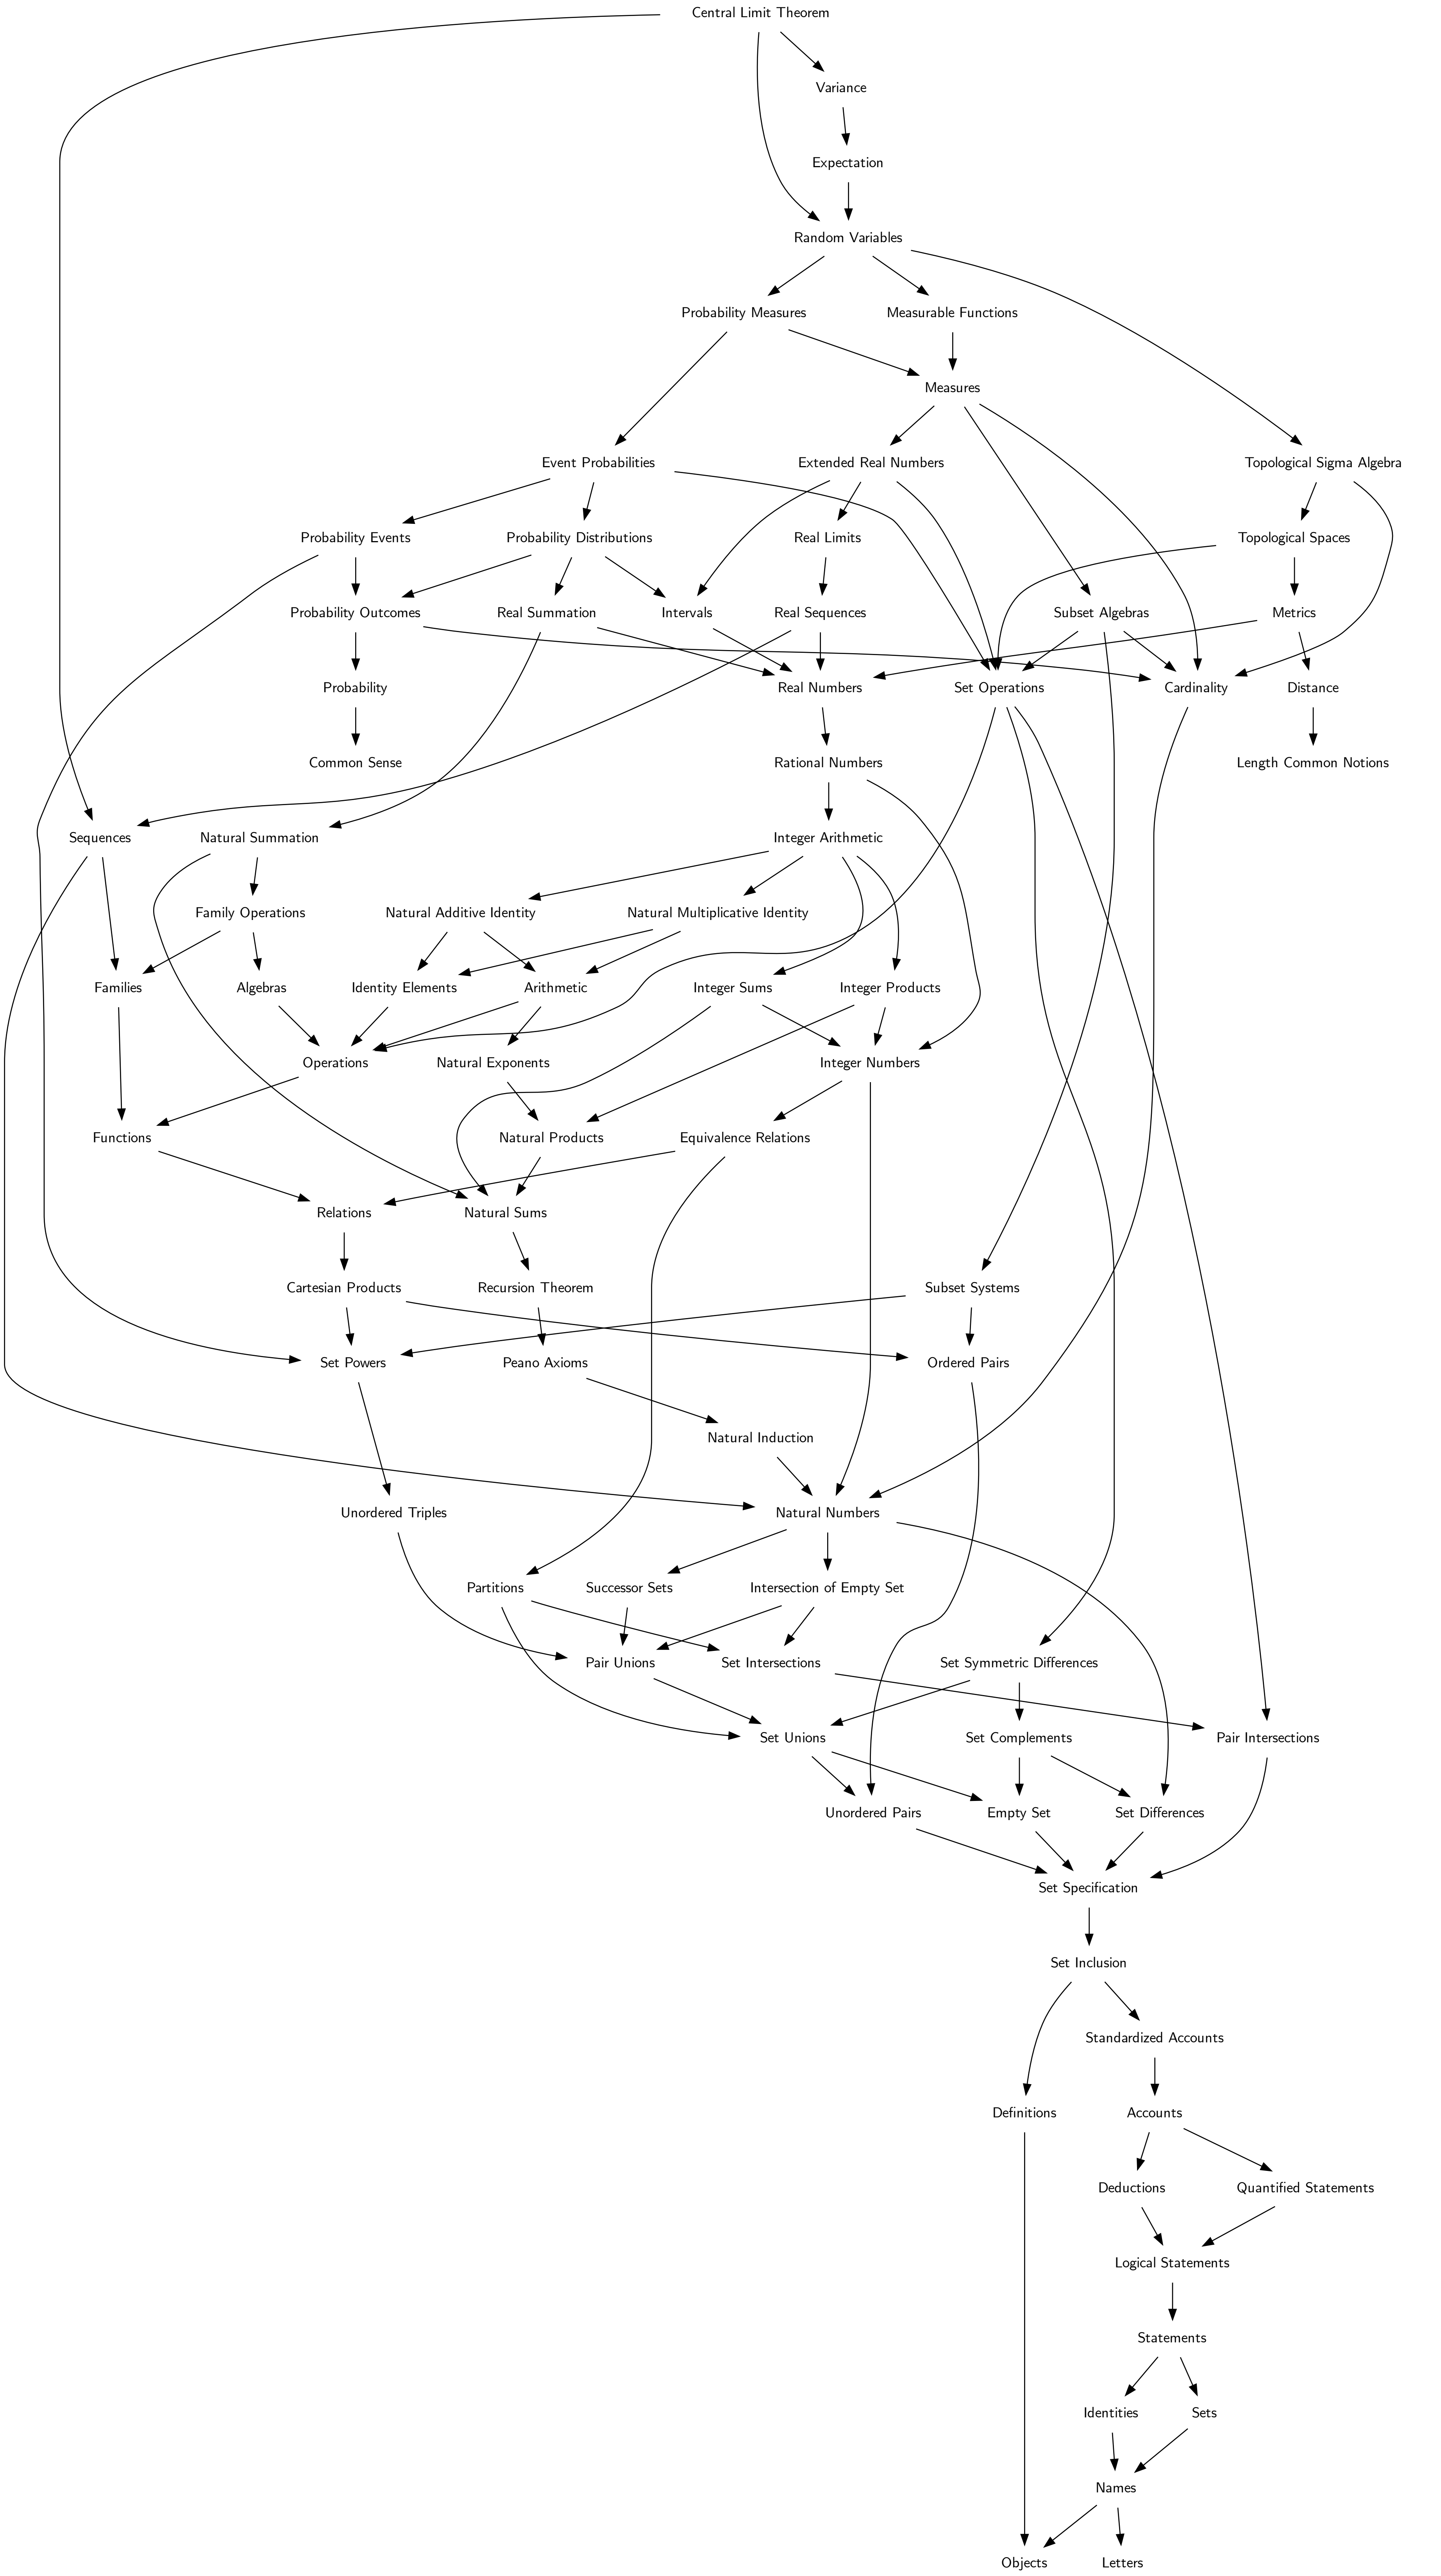 Central Limit Theorem
Variance
Expectation
Random Variables
Probability Measures
Measurable Functions
Measures
Event Probabilities
Extended Real Numbers
Topological Sigma Algebra
Probability Events
Probability Distributions
Real Limits
Topological Spaces
Probability Outcomes
Real Summation
Intervals
Real Sequences
Subset Algebras
Metrics
Probability
Real Numbers
Set Operations
Cardinality
Distance
Common Sense
Rational Numbers
Length Common Notions
Sequences
Natural Summation
Integer Arithmetic
Family Operations
Natural Additive Identity
Natural Multiplicative Identity
Families
Algebras
Identity Elements
Arithmetic
Integer Sums
Integer Products
Operations
Natural Exponents
Integer Numbers
Functions
Natural Products
Equivalence Relations
Relations
Natural Sums
Cartesian Products
Recursion Theorem
Subset Systems
Set Powers
Peano Axioms
Ordered Pairs
Natural Induction
Unordered Triples
Natural Numbers
Partitions
Successor Sets
Intersection of Empty Set
Pair Unions
Set Intersections
Set Symmetric Differences
Set Unions
Set Complements
Pair Intersections
Unordered Pairs
Empty Set
Set Differences
Set Specification
Set Inclusion
Standardized Accounts
Definitions
Accounts
Deductions
Quantified Statements
Logical Statements
Statements
Identities
Sets
Names
Objects
Letters